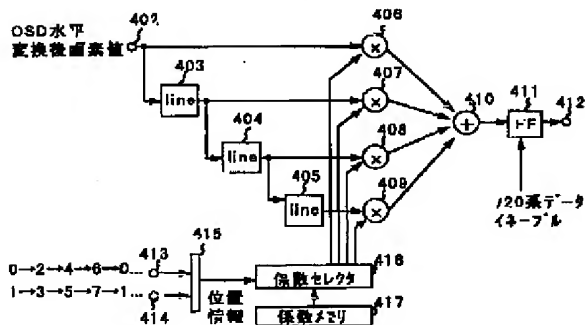 OSD水平
変換後画素値
402
403
line
404
line
405
line
406
×
407
×
408
×
409
×
410
+
411
FF
412
720系データ
イネーブル
415
0→2→4→6→0…
413
1→3→5→7→1…
414
位置
情報
係数セレクタ
416
係数メモリ
417